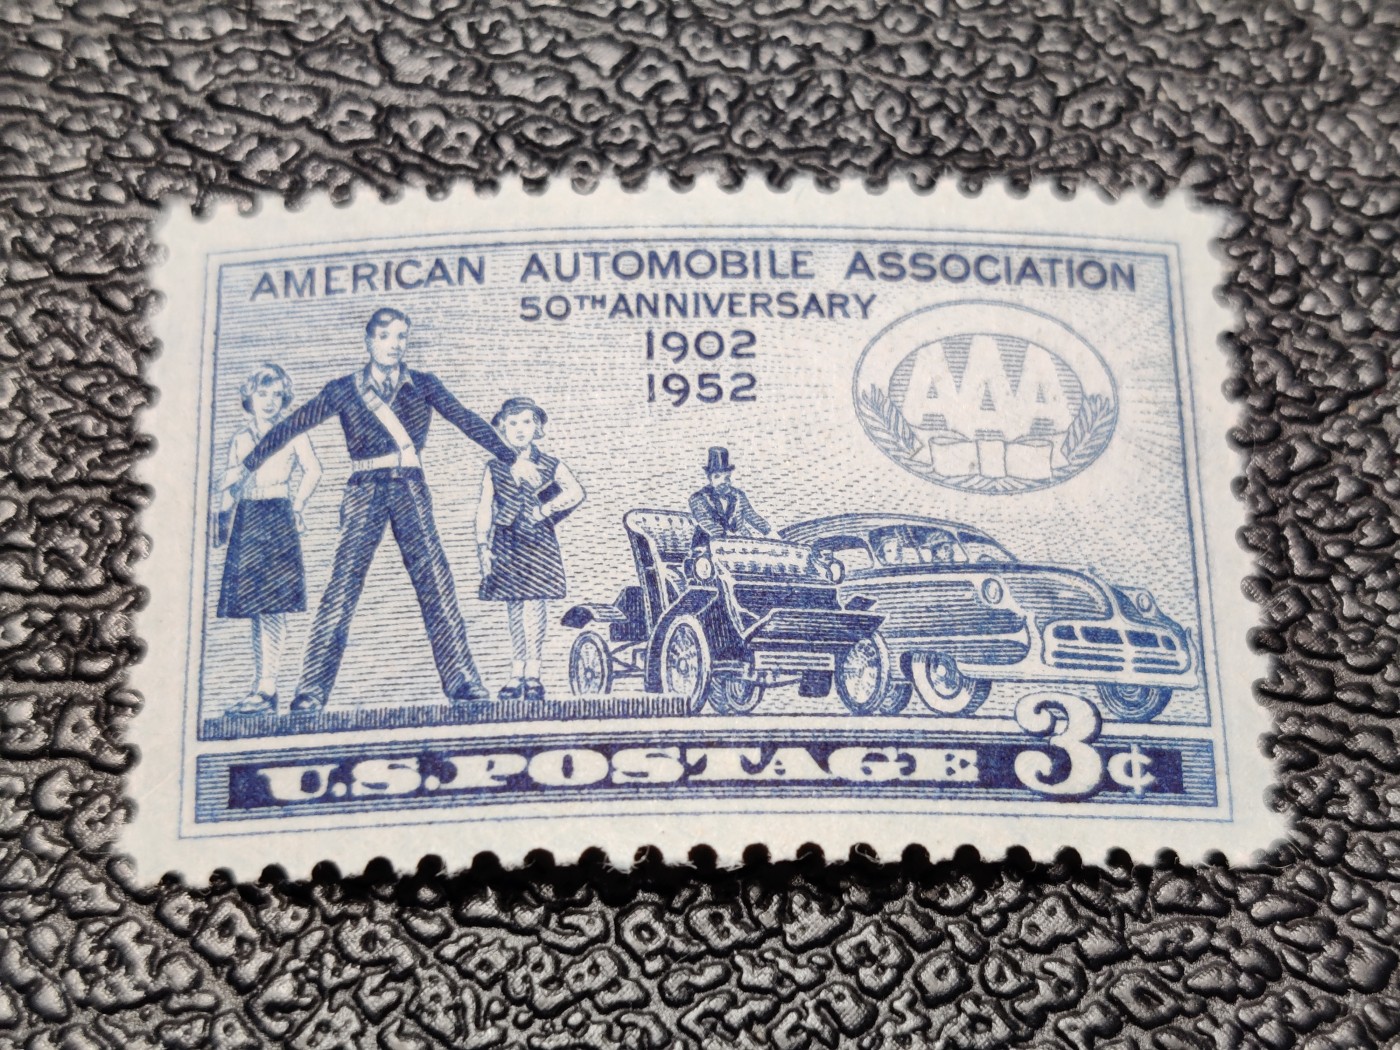 AMERICAN AUTOMOBILE ASSOCIATION
50TH ANNIVERSARY
1902
1952
AAA
U.S. POSTAGE 3¢